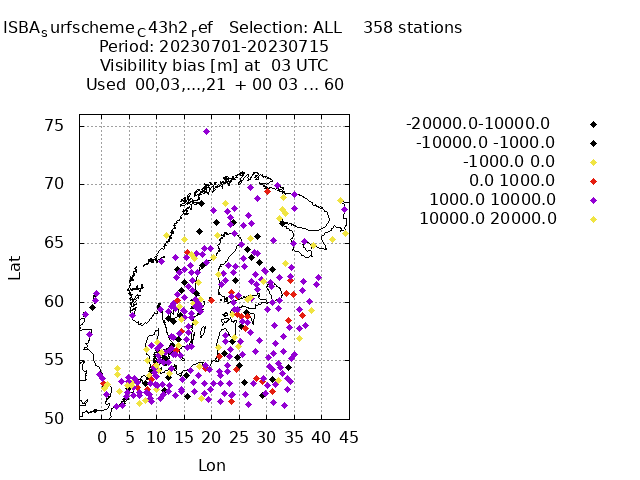 ISBA_surfscheme_C43h2_ref Selection: ALL 358 stations
Period: 20230701-20230715
Visibility bias [m] at 03 UTC
Used 00,03,...,21 + 00 03 ... 60
-20000.0-10000.0
-10000.0 -1000.0
-1000.0 0.0
0.0 1000.0
1000.0 10000.0
10000.0 20000.0
75
70
65
60
55
50
Lat
0 5 10 15 20 25 30 35 40 45
Lon